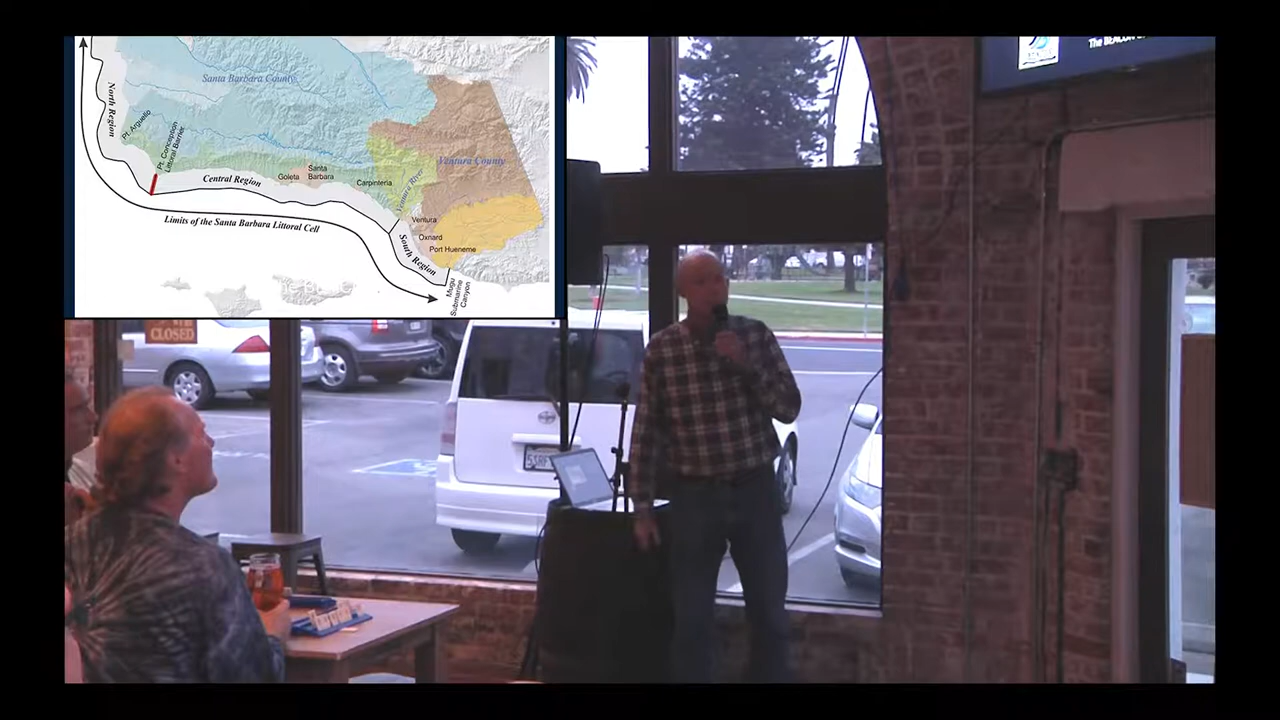 Santa Barbara County
North Region
Pt. Arguello
Pt. Conception
Littoral Barrier
Central Region
Goleta
Santa
Barbara
Carpinteria
Ventura River
Ventura County
Ventura
Oxnard
Port Hueneme
South Region
Limits of the Santa Barbara Littoral Cell
Mugu
Submarine
Canyon
The BEACON
CLOSED